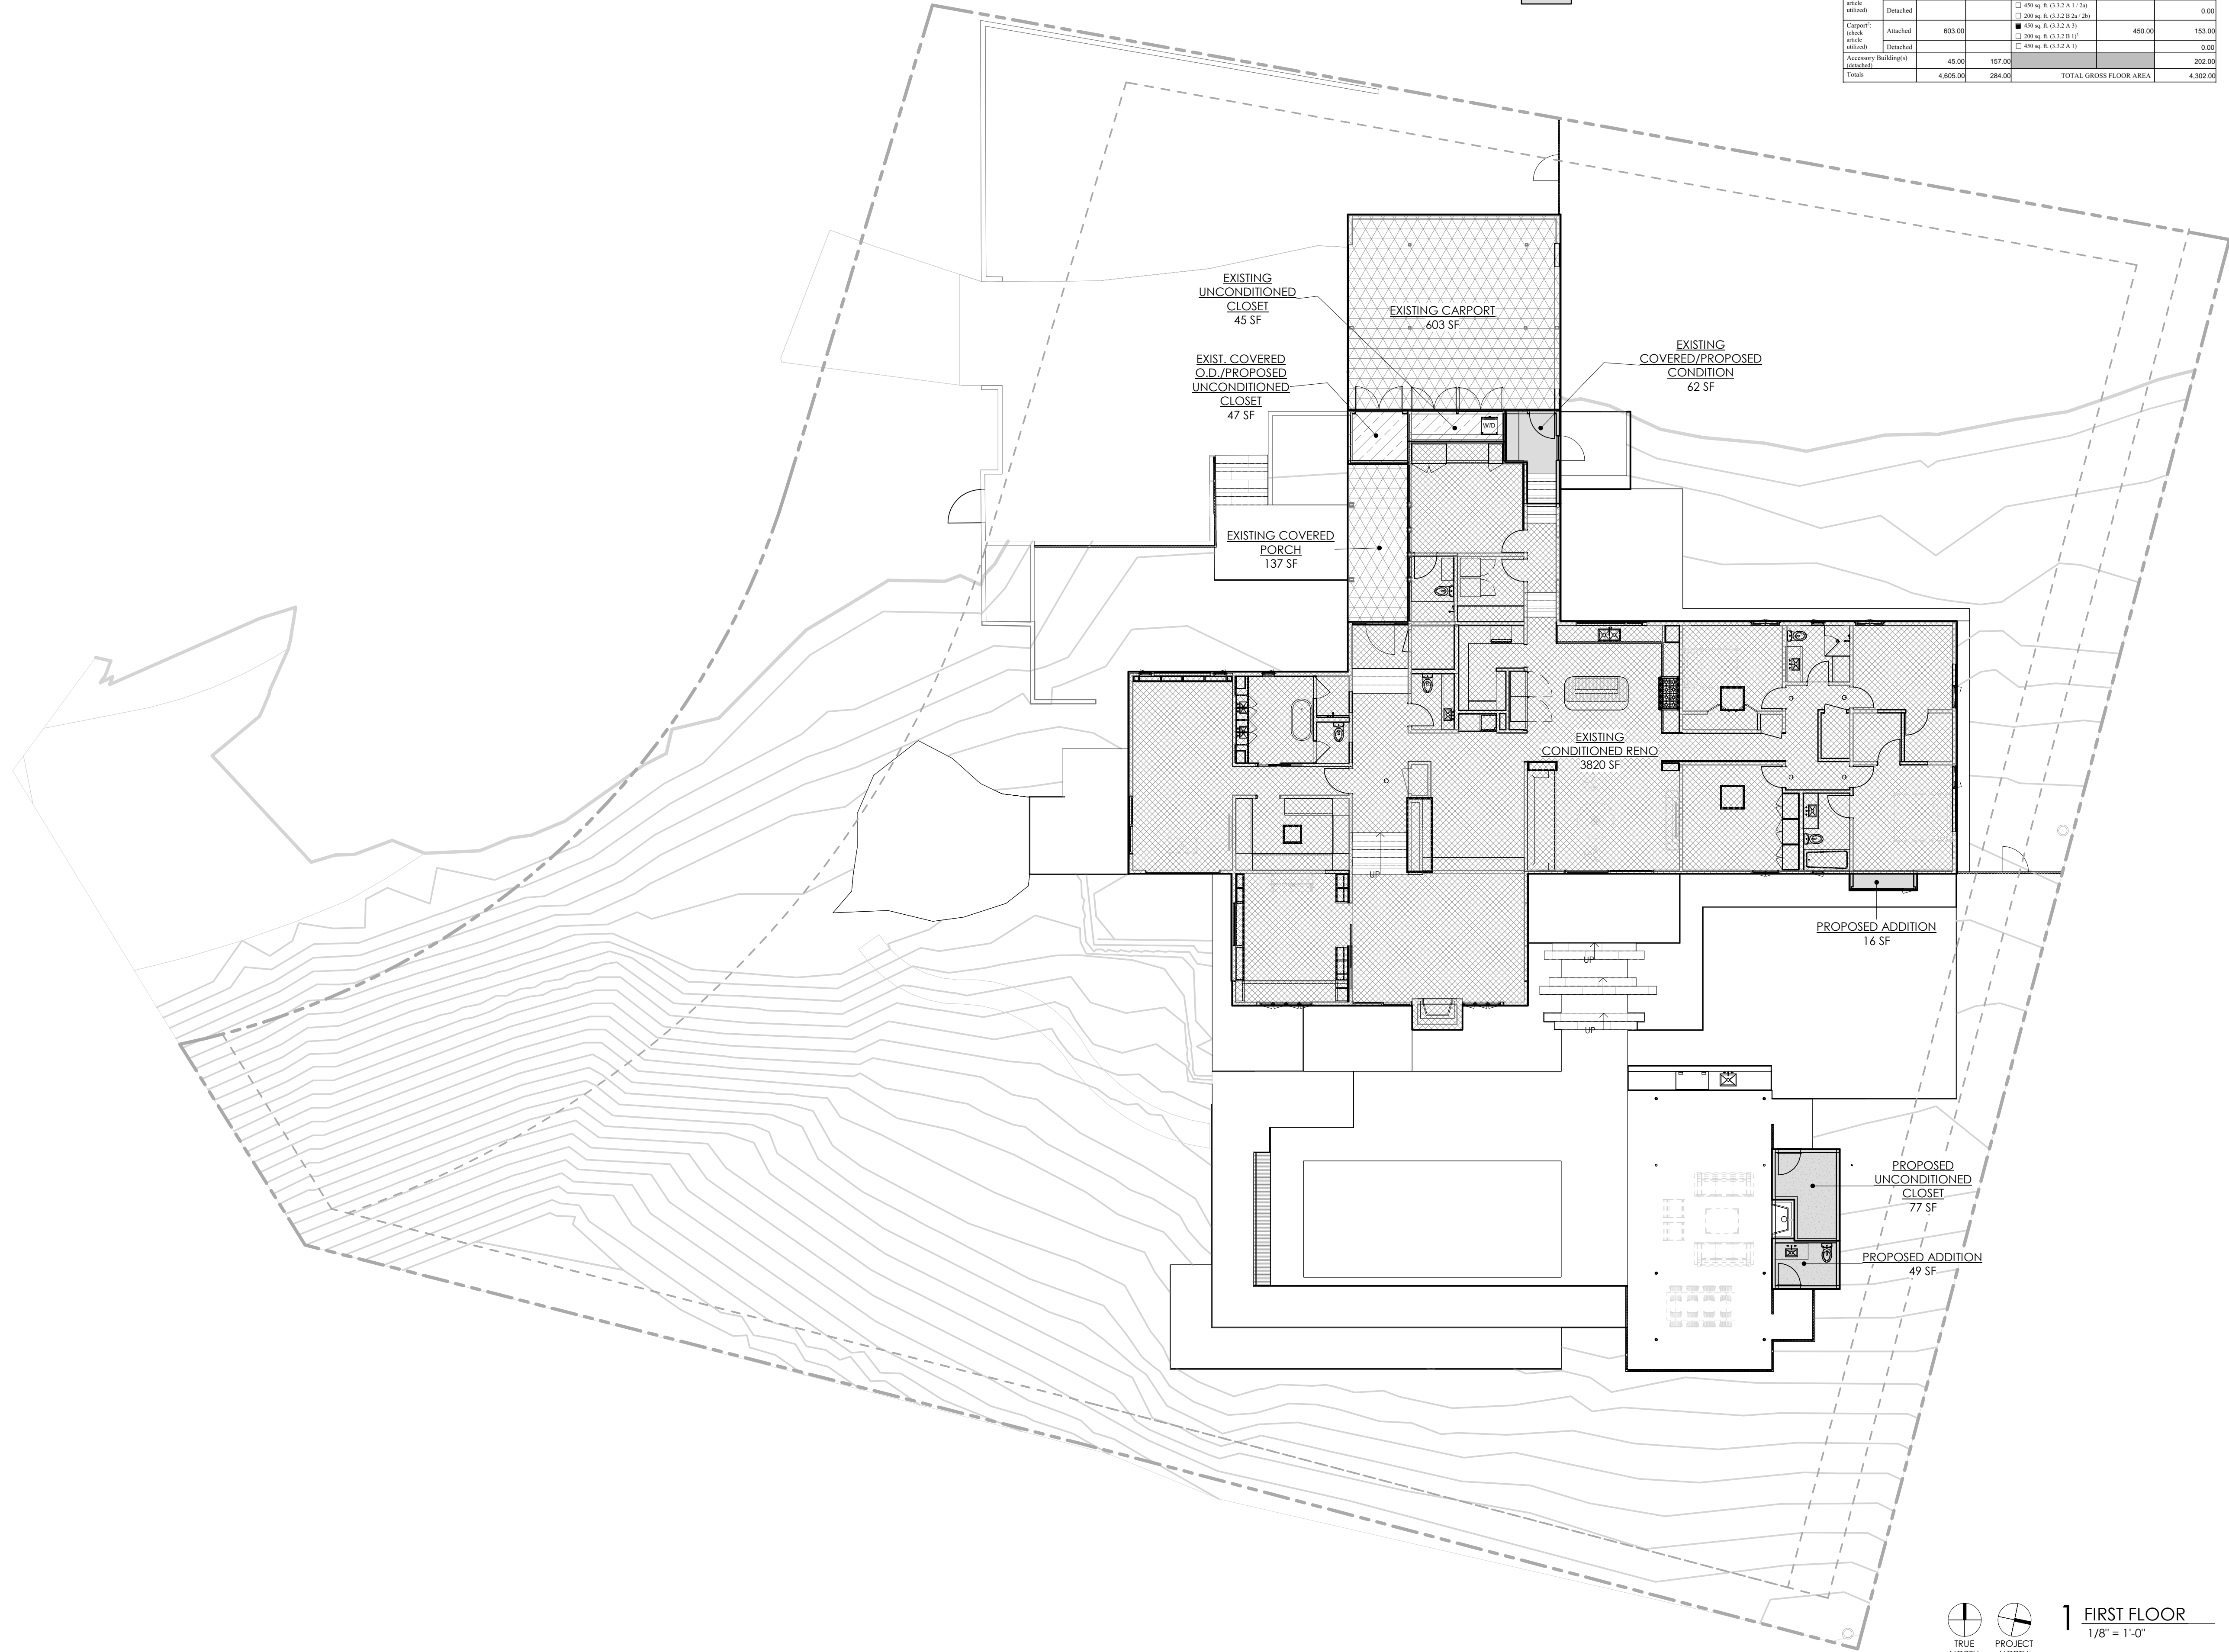 article
utilized)
Detached
☐ 450 sq. ft. (3.3.2 A 1 / 2a)
☐ 200 sq. ft. (3.3.2 B 2a / 2b)
0.00
Carport²:
(check
article
utilized)
Attached
603.00
■ 450 sq. ft. (3.3.2 A 3)
☐ 200 sq. ft. (3.3.2 B 1)³
450.00
153.00
Detached
☐ 450 sq. ft. (3.3.2 A 1)
0.00
Accessory Building(s)
(detached)
45.00
157.00
202.00
Totals
4,605.00
284.00
TOTAL GROSS FLOOR AREA
4,302.00
EXISTING
UNCONDITIONED
CLOSET
45 SF
EXISTING CARPORT
603 SF
EXISTING
COVERED/PROPOSED
CONDITION
62 SF
EXIST. COVERED
O.D./PROPOSED
UNCONDITIONED
CLOSET
47 SF
W/D
EXISTING COVERED
PORCH
137 SF
EXISTING
CONDITIONED RENO
3820 SF
UP
PROPOSED ADDITION
16 SF
UP
UP
PROPOSED
UNCONDITIONED
CLOSET
77 SF
PROPOSED ADDITION
49 SF
TRUE
NORTH
PROJECT
NORTH
1 FIRST FLOOR
1/8" = 1'-0"